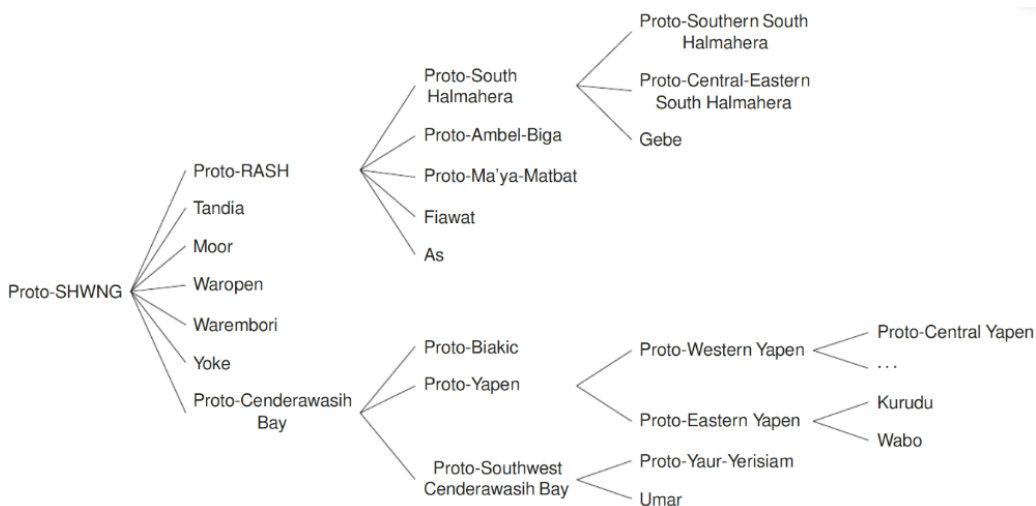 Proto-Southern South
Halmahera
Proto-South
Halmahera
Proto-Central-Eastern
South Halmahera
Proto-Ambel-Biga
Gebe
Proto-RASH
Proto-Ma'ya-Matbat
Tandia
Fiawat
Moor
As
Proto-SHWNG
Waropen
Warembori
Proto-Central Yapen
Proto-Biakic
Proto-Western Yapen
Yoke
. . .
Proto-Yapen
Proto-Cenderawasih
Bay
Kurudu
Proto-Eastern Yapen
Wabo
Proto-Southwest
Cenderawasih Bay
Proto-Yaur-Yerisiam
Umar